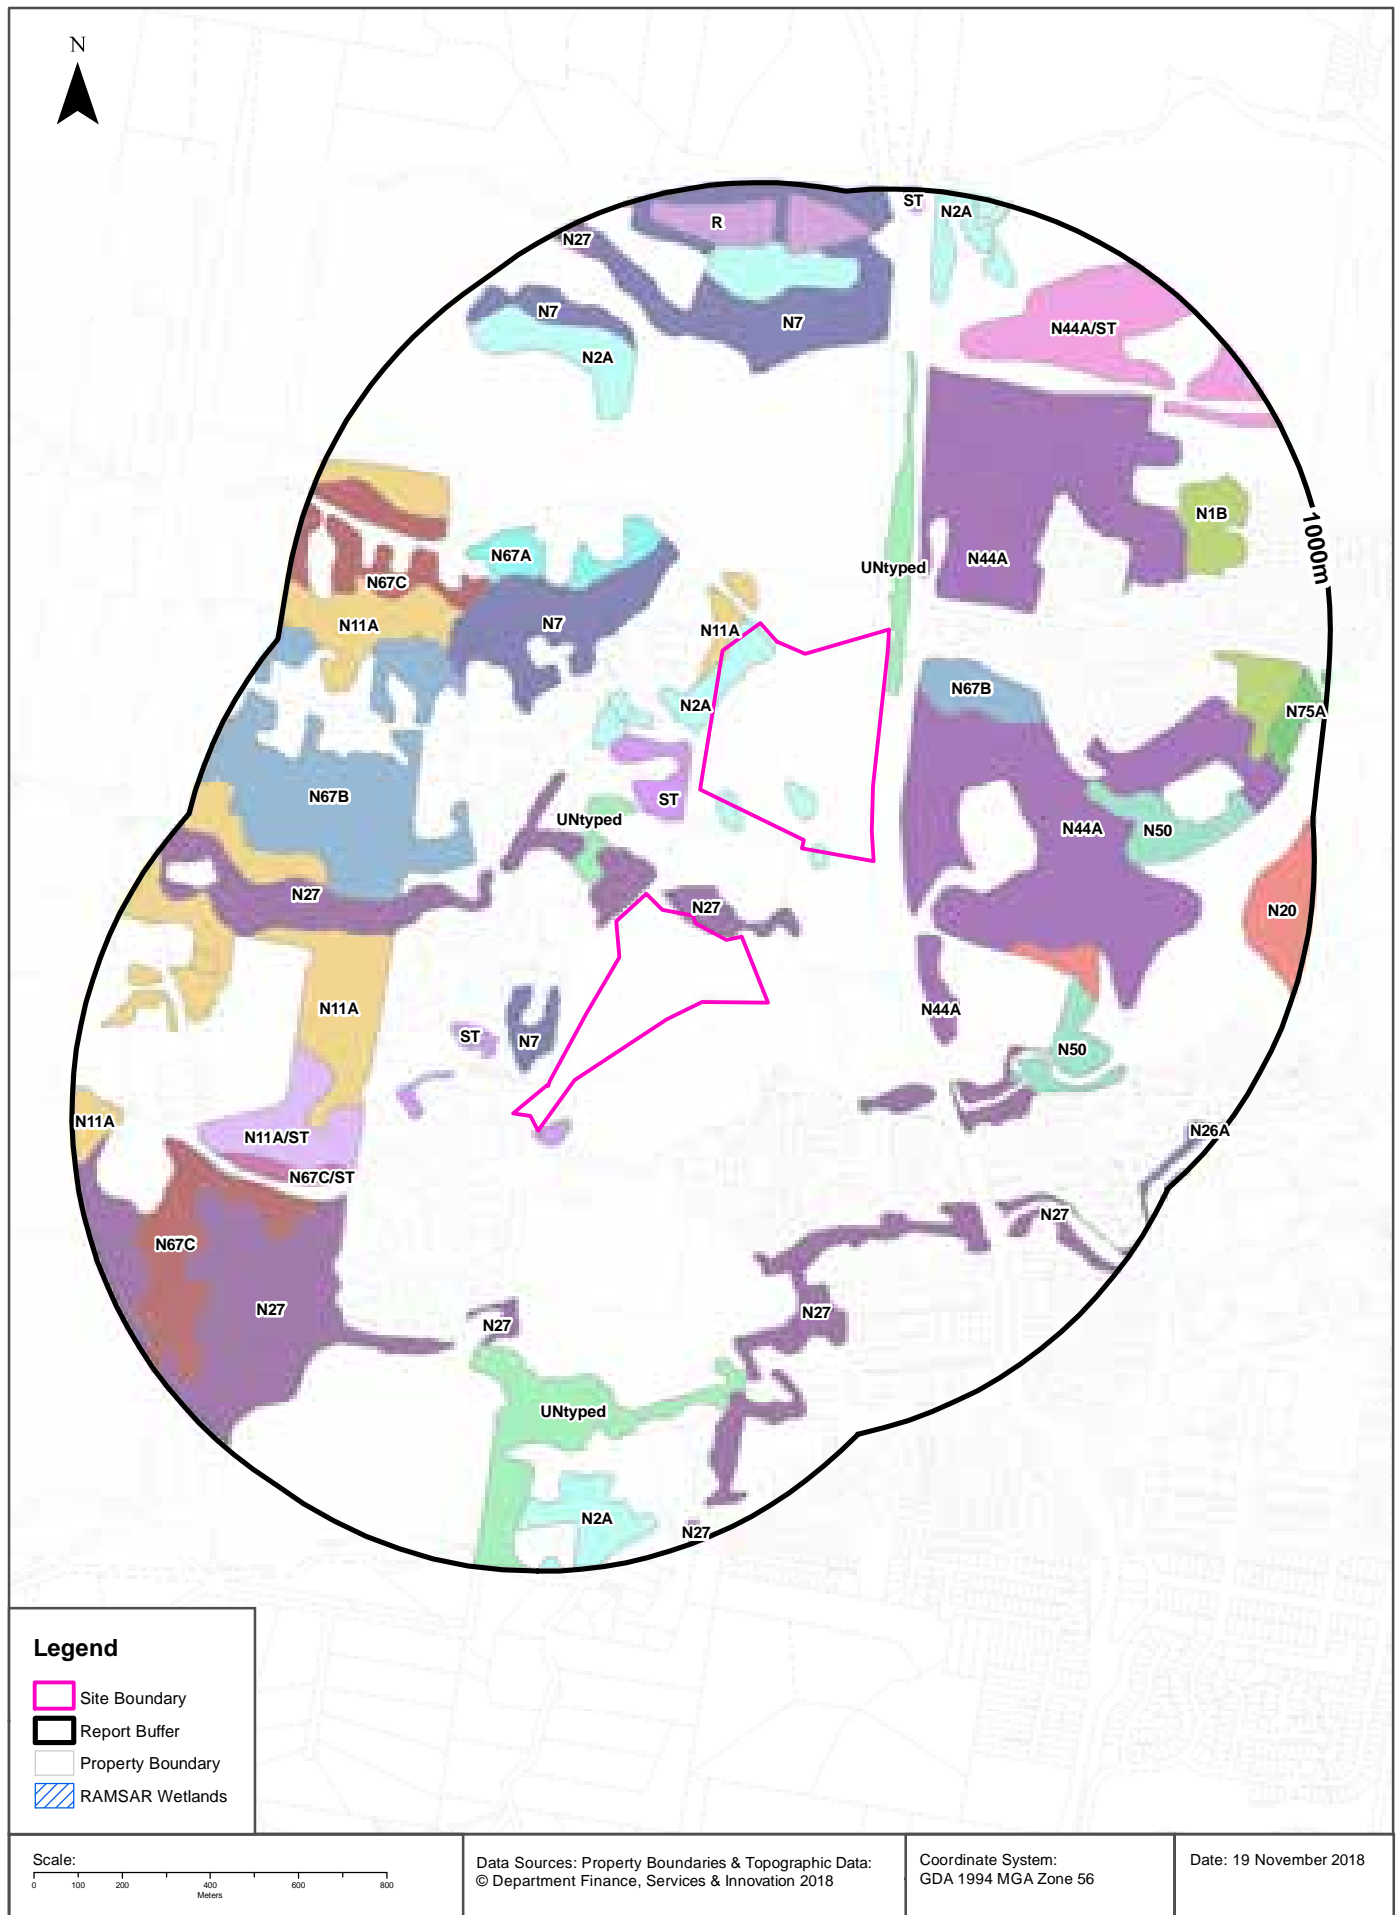 N
R
ST
N2A
N27
N7
N7
N44A/ST
N2A
N1B
1000m
N67A
N44A
UNtyped
N67C
N11A
N7
N11A
N67B
N2A
N75A
N67B
ST
UNtyped
N44A
N50
N27
N27
N20
N11A
N44A
ST
N7
N50
N11A
N26A
N11A/ST
N67C/ST
N27
N67C
N27
N27
N27
UNtyped
N2A
N27
Legend
Site Boundary
Report Buffer
Property Boundary
RAMSAR Wetlands
Scale:
0 100 200 400 600 800
Meters
Data Sources: Property Boundaries & Topographic Data:
© Department Finance, Services & Innovation 2018
Coordinate System:
GDA 1994 MGA Zone 56
Date: 19 November 2018